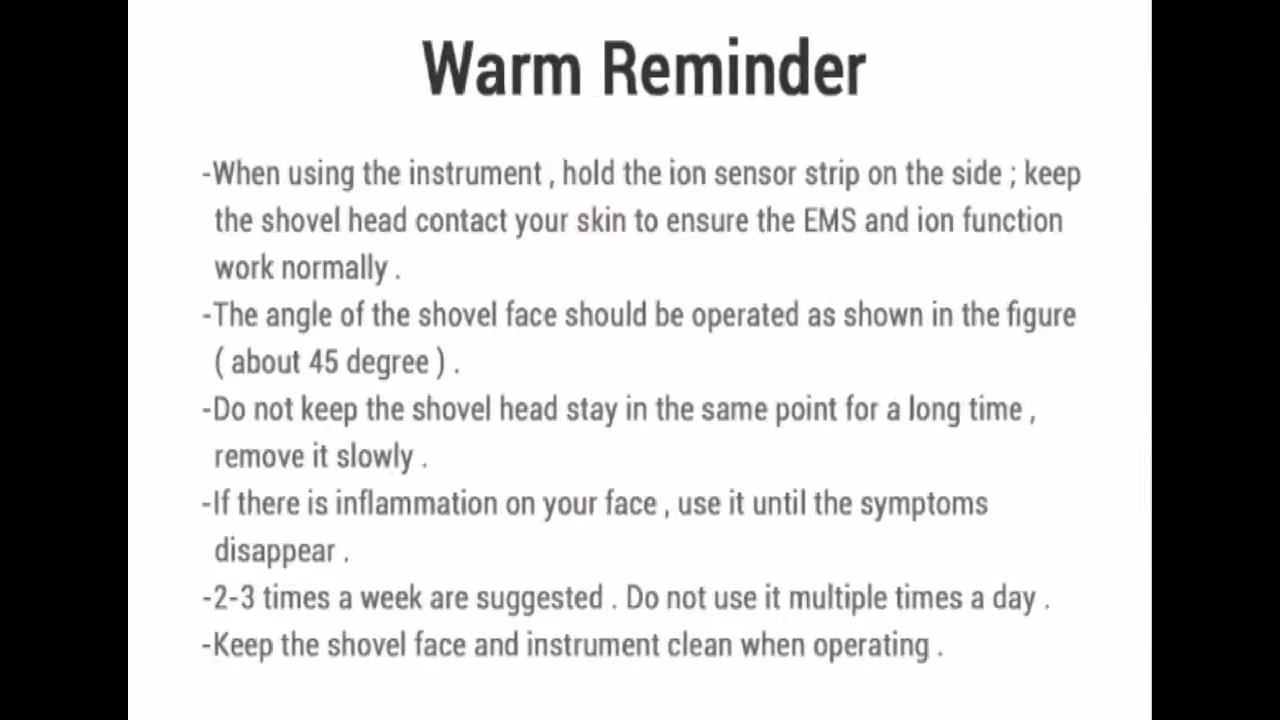 Warm Reminder
-When using the instrument , hold the ion sensor strip on the side ; keep
the shovel head contact your skin to ensure the EMS and ion function
work normally .
-The angle of the shovel face should be operated as shown in the figure
( about 45 degree ) .
-Do not keep the shovel head stay in the same point for a long time ,
remove it slowly .
-If there is inflammation on your face , use it until the symptoms
disappear .
-2-3 times a week are suggested . Do not use it multiple times a day .
-Keep the shovel face and instrument clean when operating .